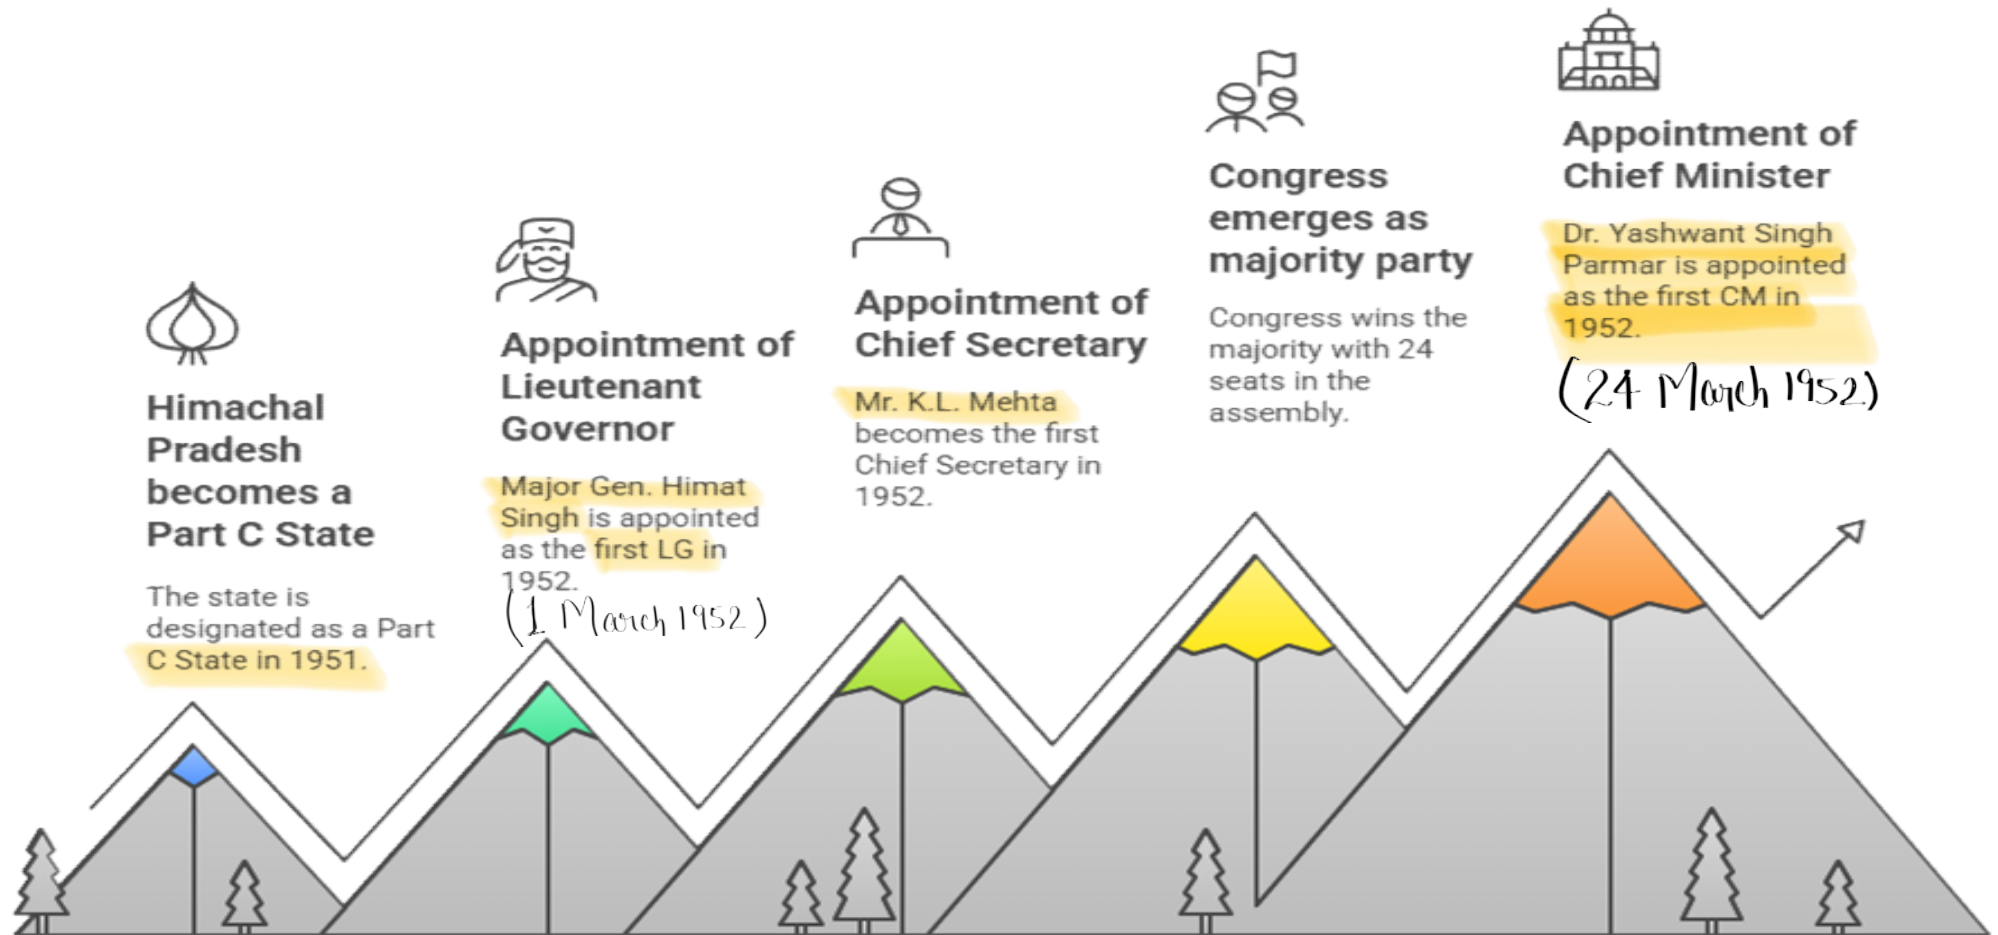 Himachal
Pradesh
becomes a
Part C State
The state is
designated as a Part
C State in 1951.
Appointment of
Lieutenant
Governor
Major Gen. Himat
Singh is appointed
as the first LG in
1952.
(1 March 1952)
Appointment of
Chief Secretary
Mr. K.L. Mehta
becomes the first
Chief Secretary in
1952.
Congress
emerges as
majority party
Congress wins the
majority with 24
seats in the
assembly.
Appointment of
Chief Minister
Dr. Yashwant Singh
Parmar is appointed
as the first CM in
1952.
(24 March 1952)